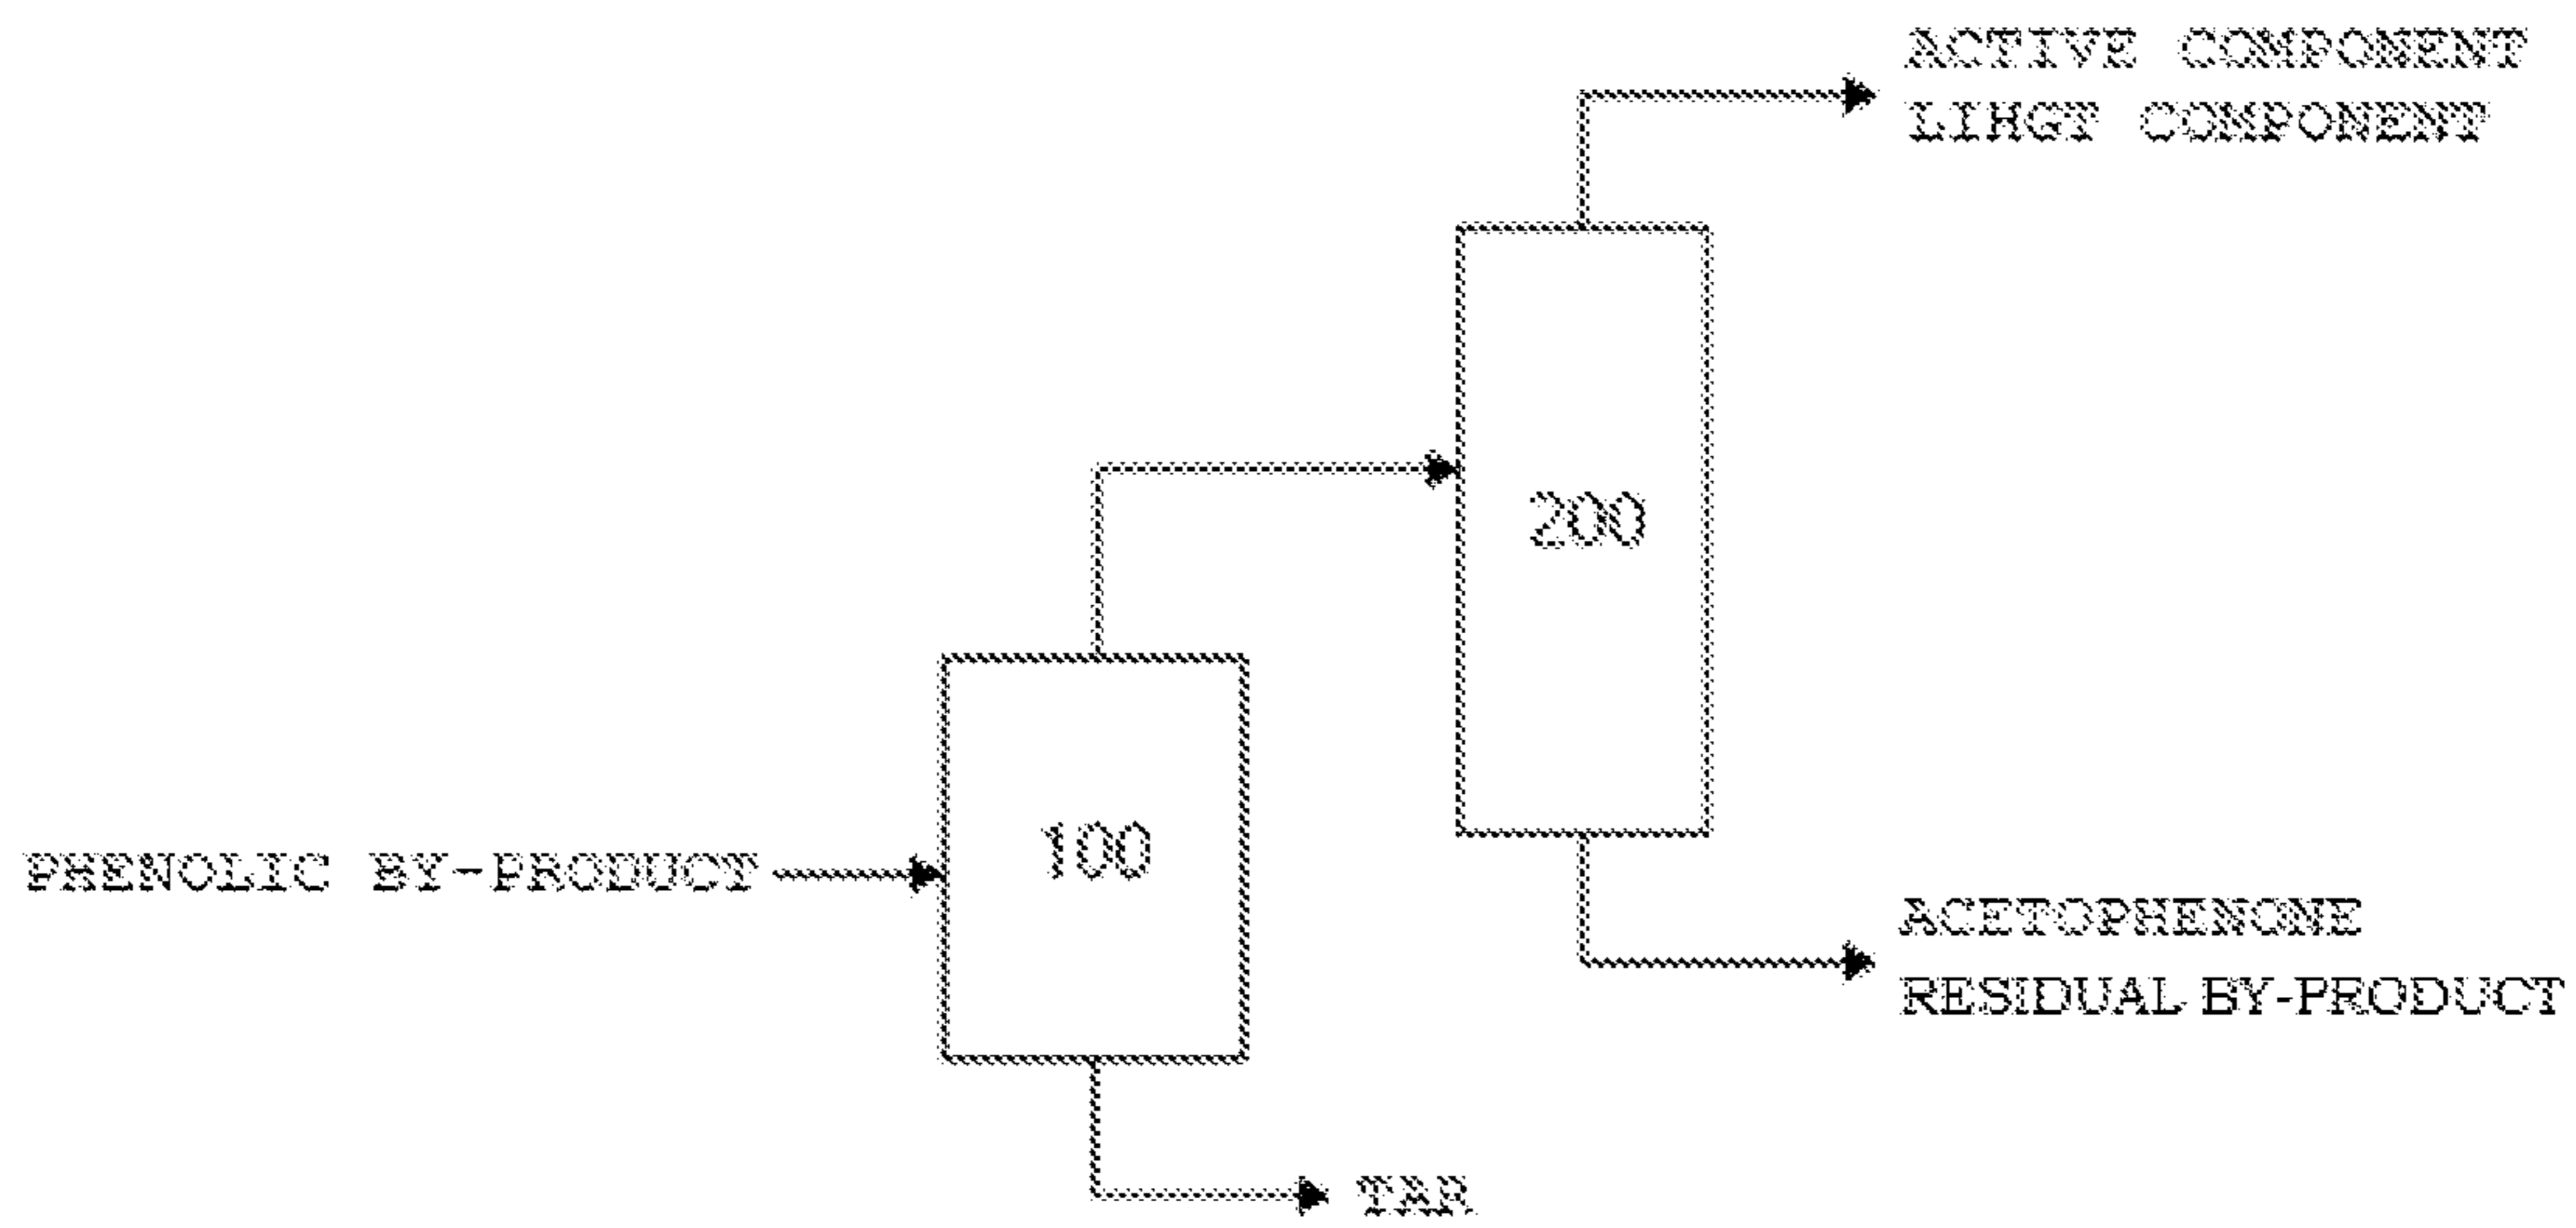 ACTIVE COMPONENT
LIHGT COMPONENT
200
100
PHENOLIC BY-PRODUCT
ACETOPHENONE
RESIDUAL BY-PRODUCT
TAR